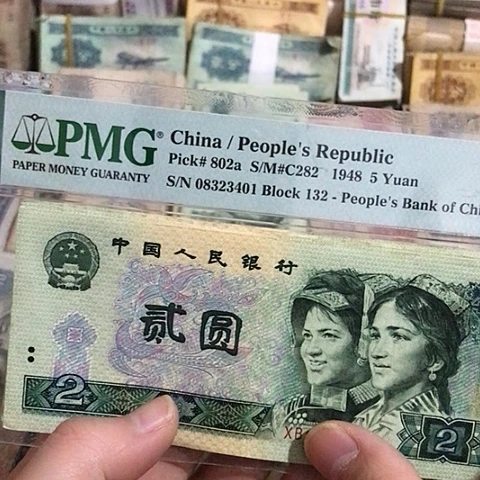 PMG®
PAPER MONEY GUARANTY
China / People's Republic
Pick# 802a S/M#C282 1948 5 Yuan
S/N 08323401 Block 132 - People's Bank of
中国人民银行
贰圆
2
2